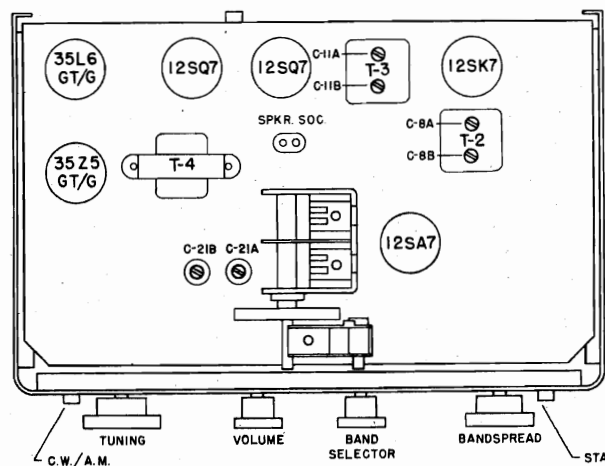 35L6
GT/G
12SQ7
12SQ7
C-11A
T-3
C-11B
12SK7
SPKR. SOC.
C-8A
T-2
C-8B
35Z5
GT/G
T-4
12SA7
C-21B
C-21A
TUNING
VOLUME
BAND
SELECTOR
BANDSPREAD
C.W./A.M.
STA